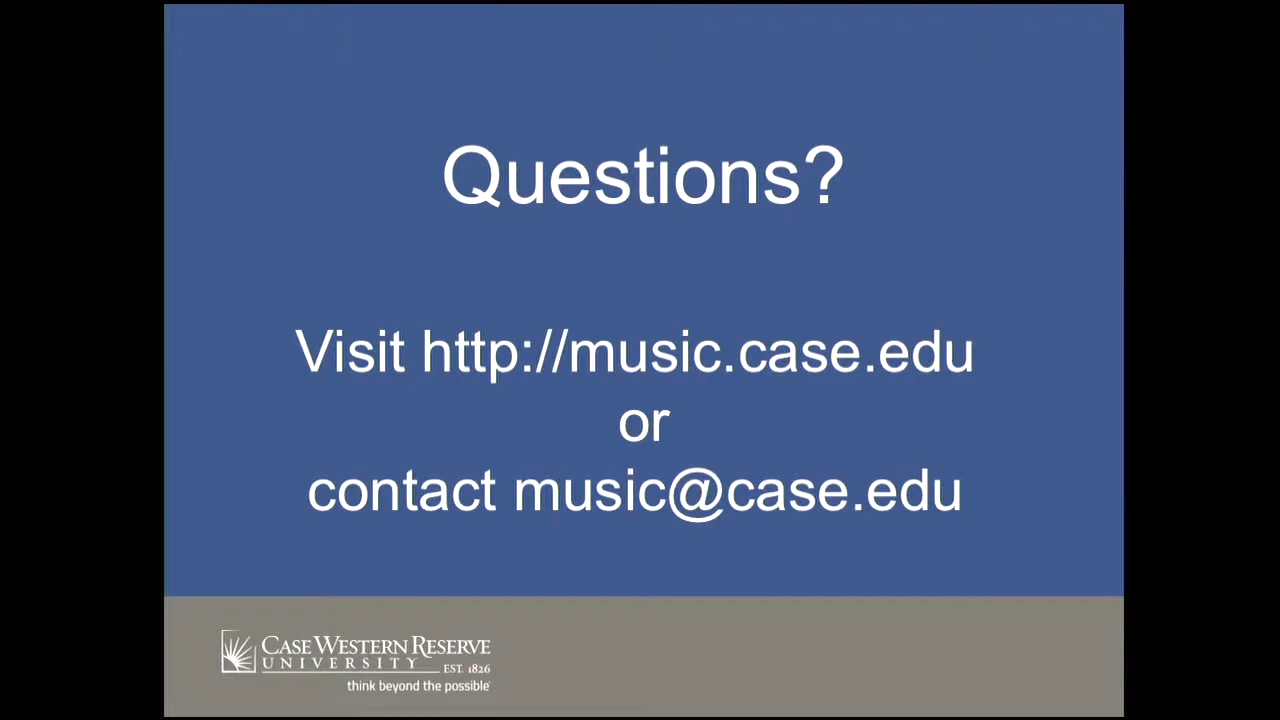 Questions?
Visit http://music.case.edu
or
contact music@case.edu
CASE WESTERN RESERVE
UNIVERSITY EST. 1826
think beyond the possible